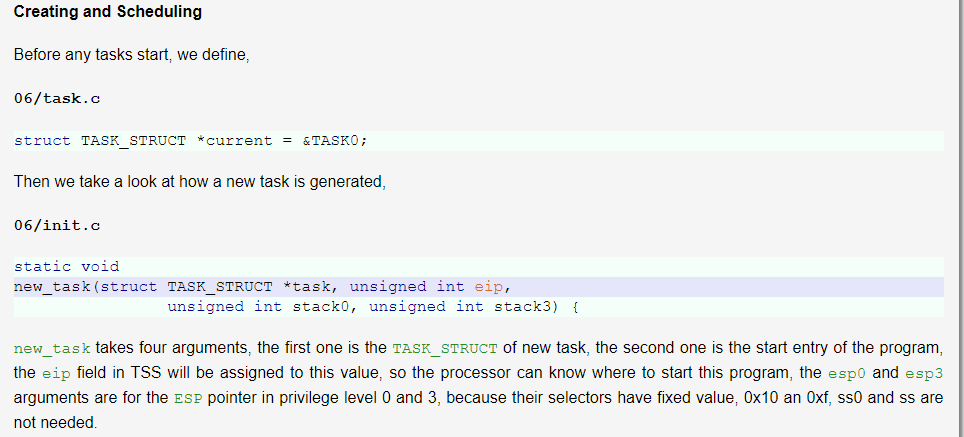 Creating and Scheduling
Before any tasks start, we define,
06/task.c
struct TASK_STRUCT *current = &TASK0;
Then we take a look at how a new task is generated,
06/init.c
static void
new_task(struct TASK_STRUCT *task, unsigned int eip,
unsigned int stack0, unsigned int stack3) {
new_task takes four arguments, the first one is the TASK_STRUCT of new task, the second one is the start entry of the program,
the eip field in TSS will be assigned to this value, so the processor can know where to start this program, the esp0 and esp3
arguments are for the ESP pointer in privilege level 0 and 3, because their selectors have fixed value, 0x10 an 0xf, ss0 and ss are
not needed.